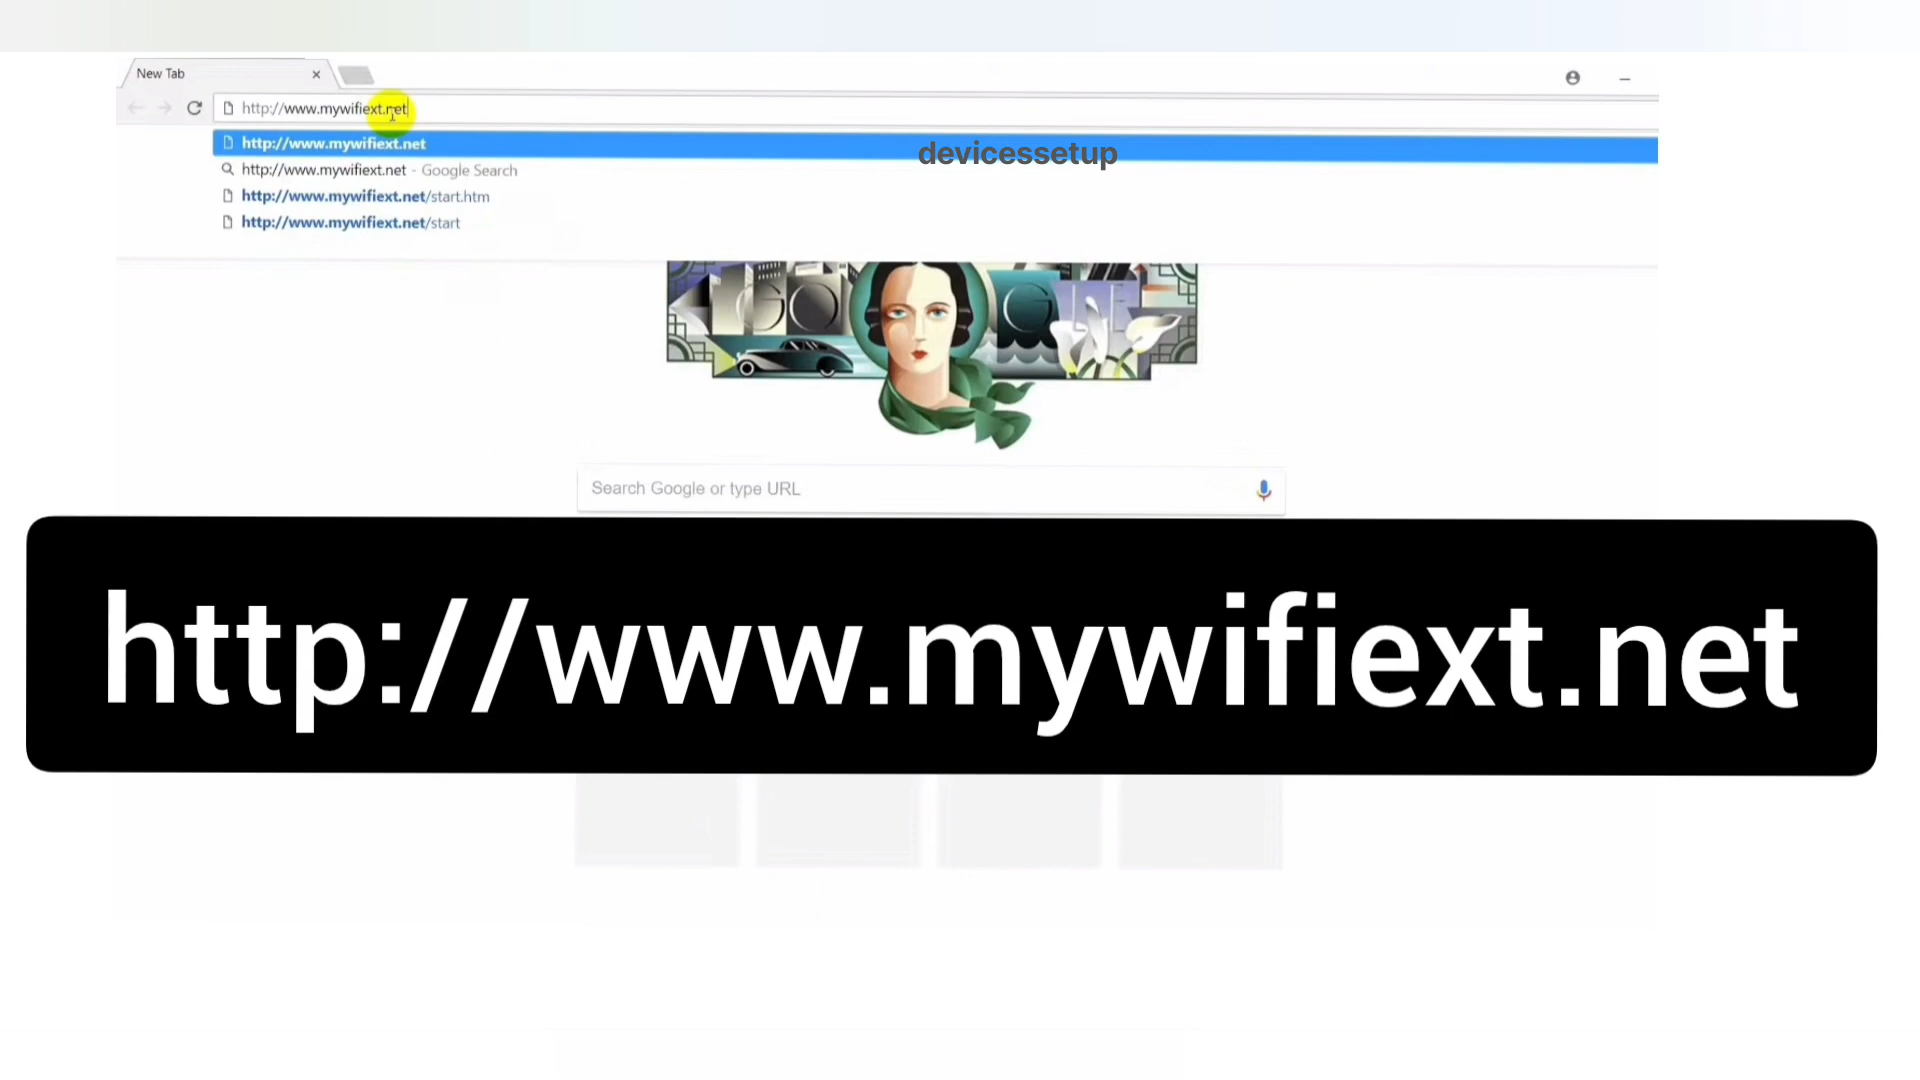 New Tab
http://www.mywifiext.net
http://www.mywifiext.net
devicessetup
http://www.mywifiext.net - Google Search
http://www.mywifiext.net/start.htm
http://www.mywifiext.net/start
GOOGLE
Search Google or type URL
http://www.mywifiext.net